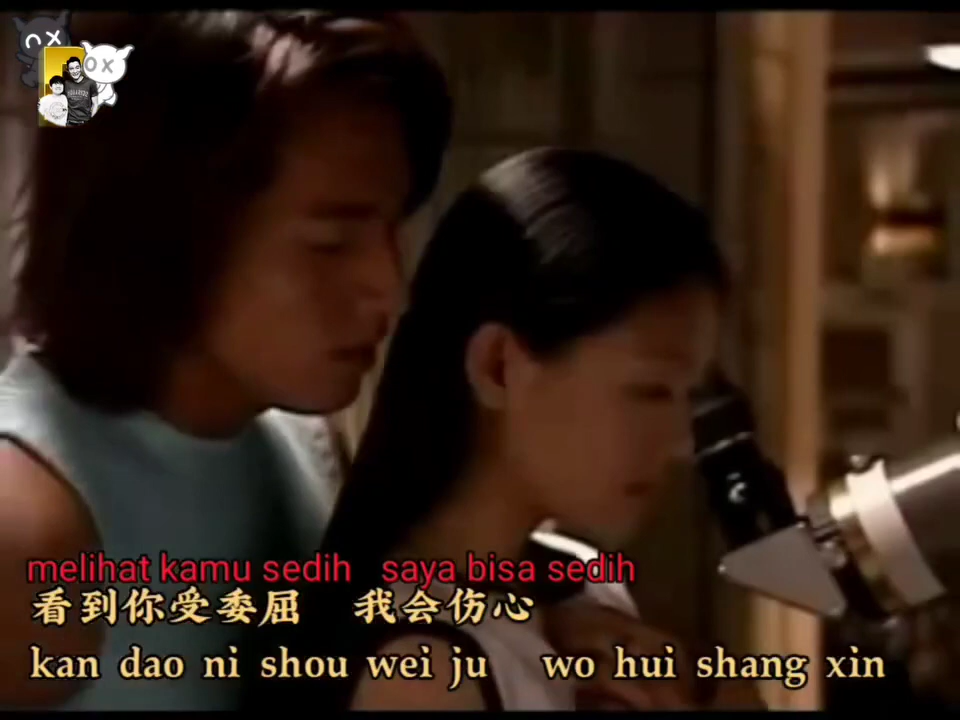 melihat kamu sedih saya bisa sedih
看到你受委屈 我会伤心
kan dao ni shou wei ju wo hui shang xin